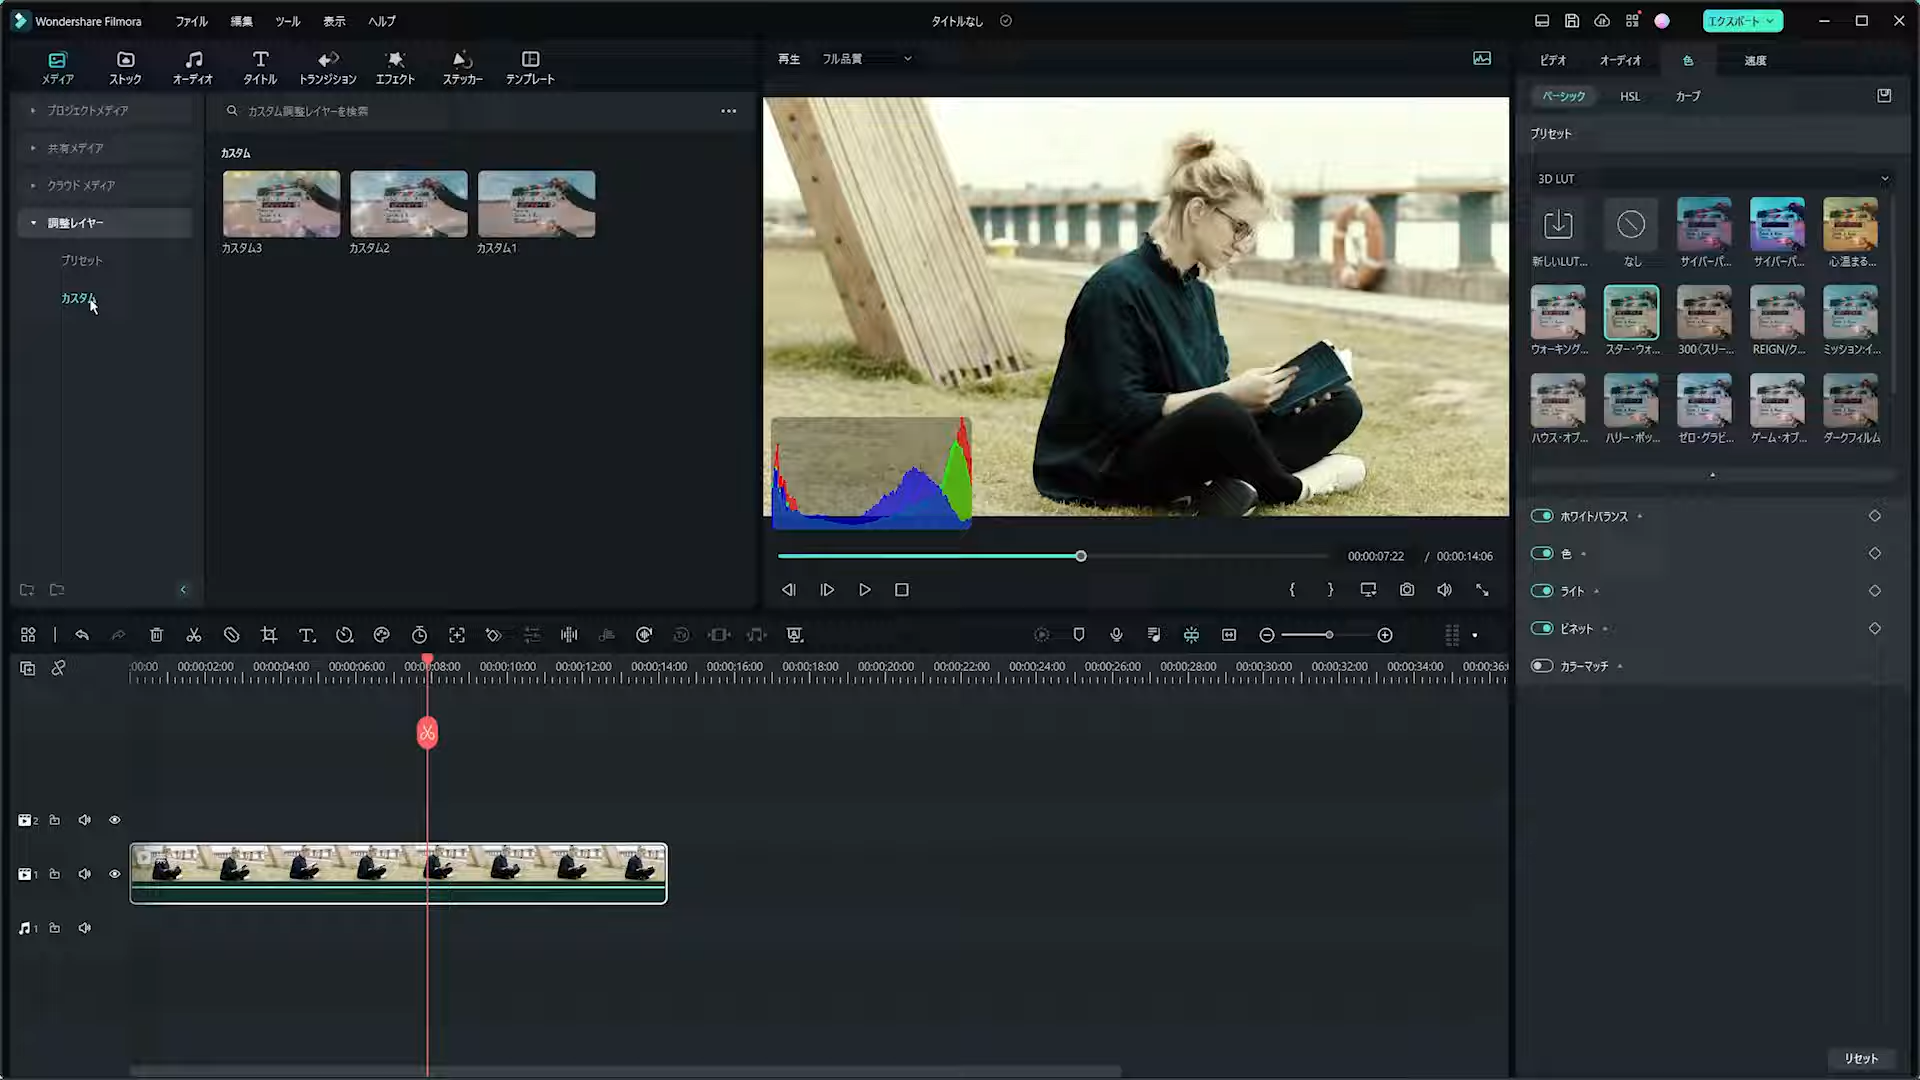 Wondershare Filmora
ファイル 編集 ツール 表示 ヘルプ
タイトルなし
エクスポート
メディア ストック オーディオ タイトル トランジション エフェクト ステッカー テンプレート
再生 フル品質
ビデオ オーディオ 色 速度
プロジェクトメディア
共有メディア
クラウド メディア
調整レイヤー
プリセット
カスタム
カスタム調整レイヤーを検索
カスタム
カスタム3 カスタム2 カスタム1
ベーシック HSL カーブ
プリセット
3D LUT
新しいLUT... なし サイバーパ... サイバーパ... 心温まる...
ウォーキング... スター・ウォ... 300(スリー... REIGN/ク... ミッション:イ...
ハウス・オブ... ハリー・ポッ... ゼロ・グラビ... ゲーム・オブ... ダークフィルム
ホワイトバランス
色
ライト
ビネット
カラーマッチ
00:00:07:22 / 00:00:14:06
:00:00 00:00:02:00 00:00:04:00 00:00:06:00 00:00:08:00 00:00:10:00 00:00:12:00 00:00:14:00 00:00:16:00 00:00:18:00 00:00:20:00 00:00:22:00 00:00:24:00 00:00:26:00 00:00:28:00 00:00:30:00 00:00:32:00 00:00:34:00 00:00:36:
2
1
1
リセット